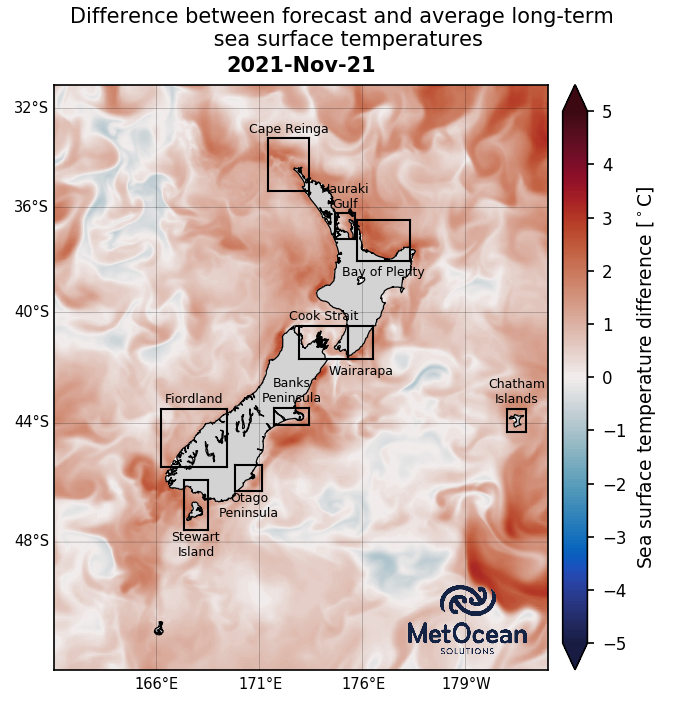 Difference between forecast and average long-term
sea surface temperatures
2021-Nov-21
32°S
36°S
40°S
44°S
48°S
166°E
171°E
176°E
179°W
Cape Reinga
Hauraki
Gulf
Bay of Plenty
Cook Strait
Wairarapa
Banks
Peninsula
Fiordland
Chatham
Islands
Otago
Peninsula
Stewart
Island
MetOcean
SOLUTIONS
5
4
3
2
1
0
−1
−2
−3
−4
−5
Sea surface temperature difference [°C]